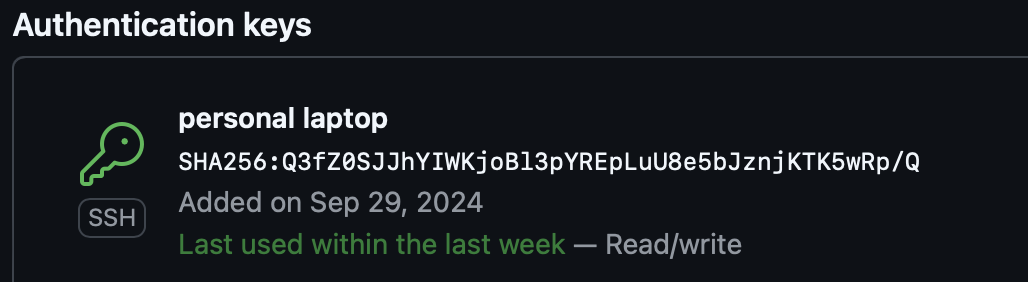 Authentication keys
personal laptop
SHA256:Q3fZ0SJJhYIWKjoBl3pYREpLuU8e5bJznjKTK5wRp/Q
Added on Sep 29, 2024
SSH
Last used within the last week — Read/write